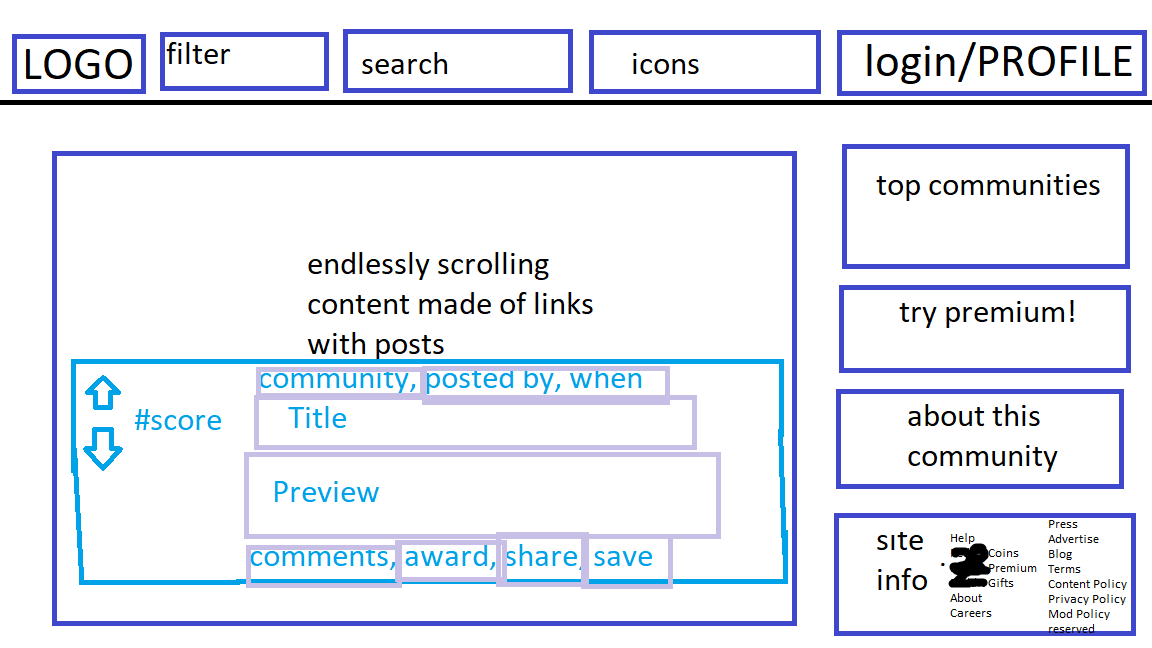 LOGO
filter
search
icons
login/PROFILE
endlessly scrolling
content made of links
with posts
#score
community, posted by, when
Title
Preview
comments, award, share, save
top communities
try premium!
about this
community
site
info
Help
Coins
Premium
Gifts
About
Careers
Press
Advertise
Blog
Terms
Content Policy
Privacy Policy
Mod Policy
reserved